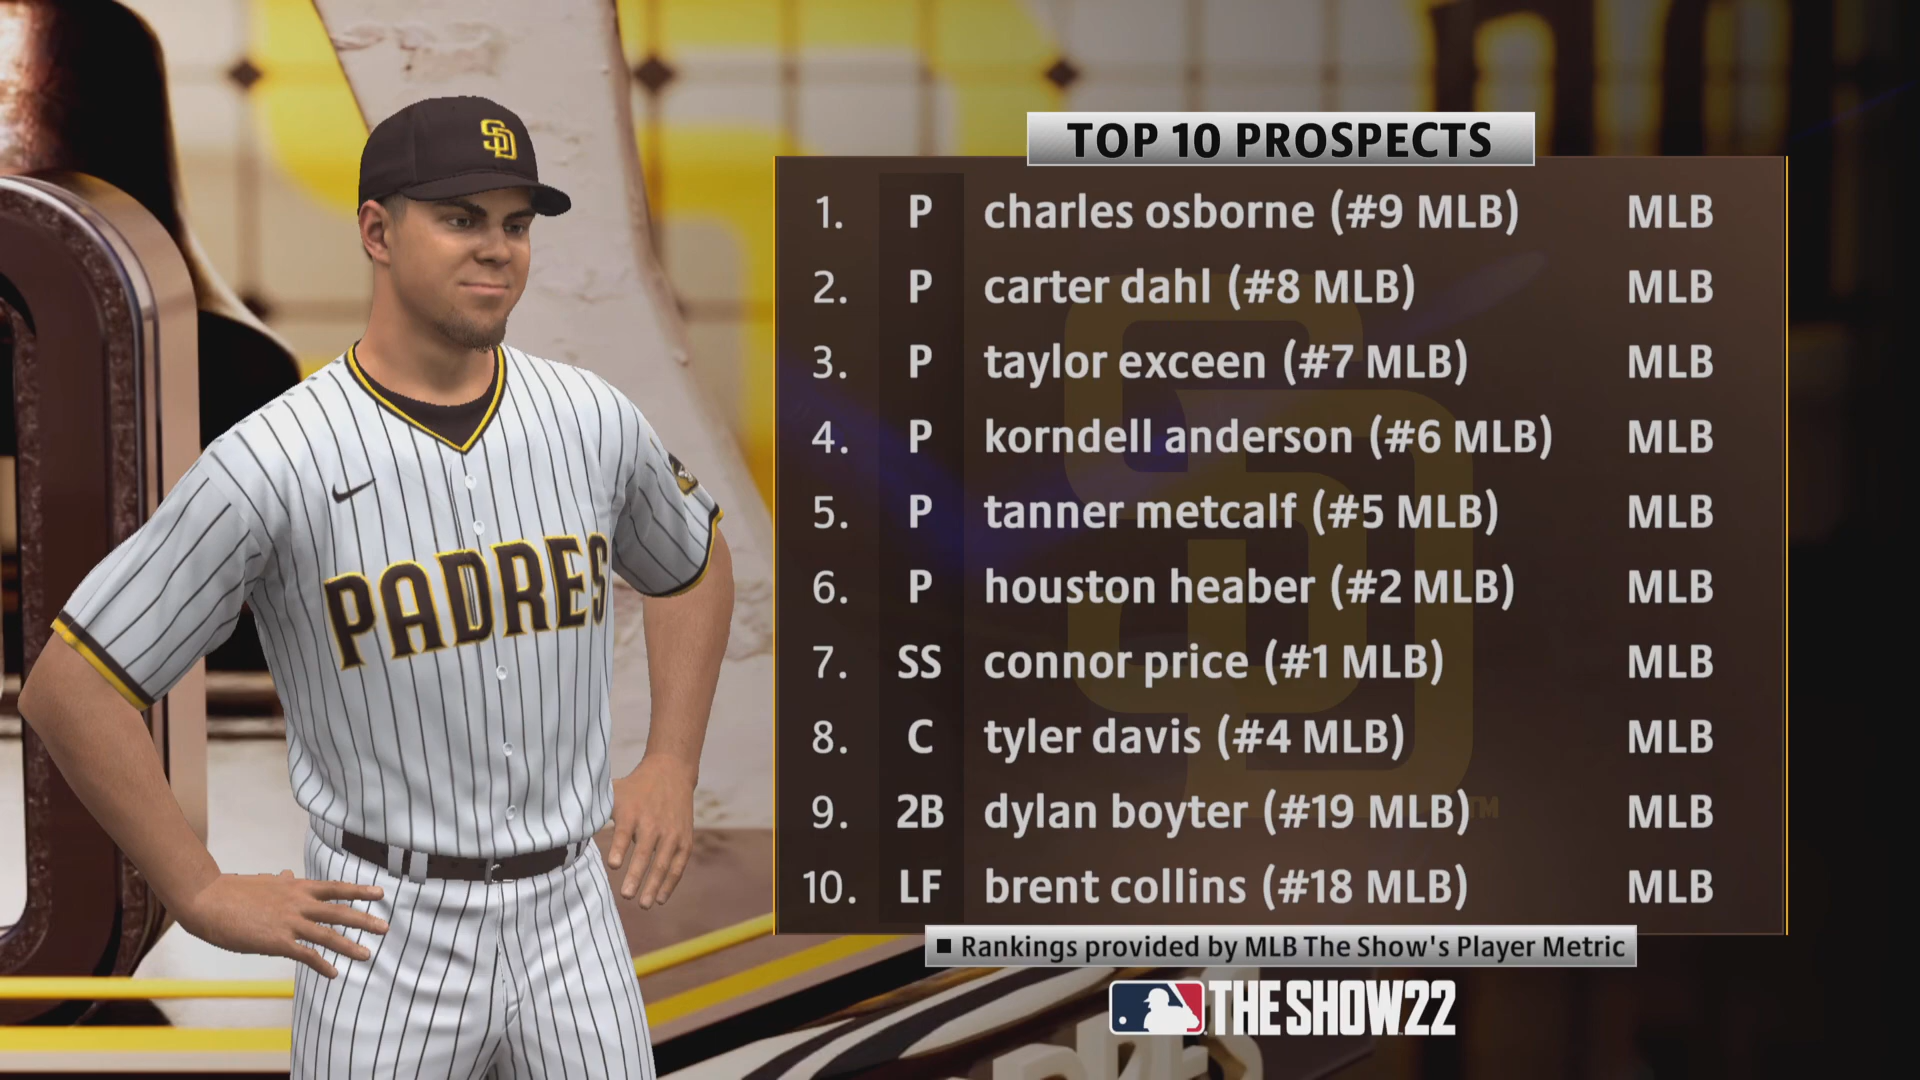 SD
PADRES
TOP 10 PROSPECTS
1. P charles osborne (#9 MLB) MLB
2. P carter dahl (#8 MLB) MLB
3. P taylor exceen (#7 MLB) MLB
4. P korndell anderson (#6 MLB) MLB
5. P tanner metcalf (#5 MLB) MLB
6. P houston heaber (#2 MLB) MLB
7. SS connor price (#1 MLB) MLB
8. C tyler davis (#4 MLB) MLB
9. 2B dylan boyter (#19 MLB) MLB
10. LF brent collins (#18 MLB) MLB
SD TM
■ Rankings provided by MLB The Show's Player Metric
THE SHOW 22